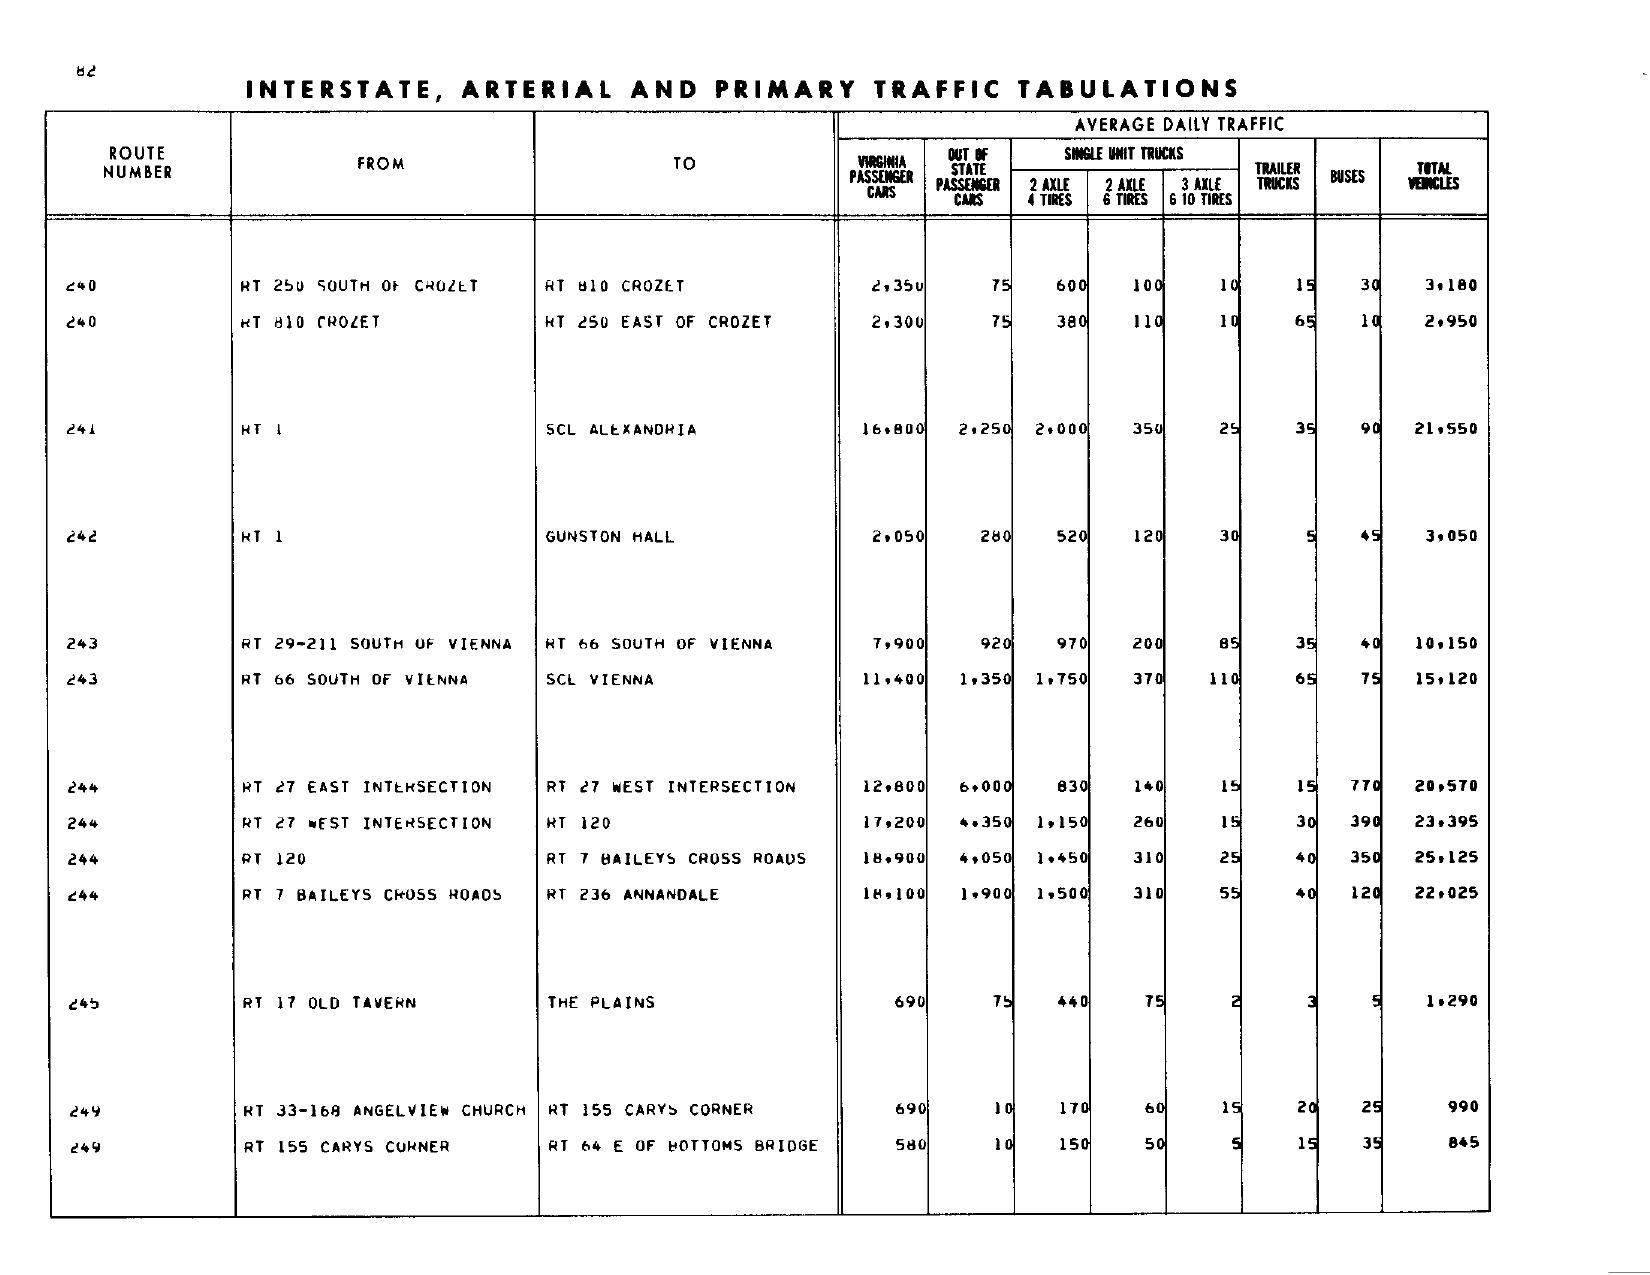 82
INTERSTATE, ARTERIAL AND PRIMARY TRAFFIC TABULATIONS
AVERAGE DAILY TRAFFIC
ROUTE NUMBER FROM TO VIRGINIA PASSENGER CARS OUT OF STATE PASSENGER CARS SINGLE UNIT TRUCKS 2 AXLE 4 TIRES 2 AXLE 6 TIRES 3 AXLE 6 10 TIRES TRAILER TRUCKS BUSES TOTAL VEHICLES
240 RT 250 SOUTH OF CROZET RT 810 CROZET 2,350 75 600 100 10 15 30 3,180
240 RT 810 CROZET RT 250 EAST OF CROZET 2,300 75 380 110 10 65 10 2,950
241 RT 1 SCL ALEXANDRIA 16,800 2,250 2,000 350 25 35 90 21,550
242 RT 1 GUNSTON HALL 2,050 280 520 120 30 5 45 3,050
243 RT 29-211 SOUTH OF VIENNA RT 66 SOUTH OF VIENNA 7,900 920 970 200 85 35 40 10,150
243 RT 66 SOUTH OF VIENNA SCL VIENNA 11,400 1,350 1,750 370 110 65 75 15,120
244 RT 27 EAST INTERSECTION RT 27 WEST INTERSECTION 12,800 6,000 830 140 15 15 770 20,570
244 RT 27 WEST INTERSECTION RT 120 17,200 4,350 1,150 260 15 30 390 23,395
244 RT 120 RT 7 BAILEYS CROSS ROADS 18,900 4,050 1,450 310 25 40 350 25,125
244 RT 7 BAILEYS CROSS ROADS RT 236 ANNANDALE 18,100 1,900 1,500 310 55 40 120 22,025
245 RT 17 OLD TAVERN THE PLAINS 690 75 440 75 2 3 5 1,290
249 RT 33-168 ANGELVIEW CHURCH RT 155 CARYS CORNER 690 10 170 60 15 20 25 990
249 RT 155 CARYS CORNER RT 64 E OF BOTTOMS BRIDGE 580 10 150 50 5 15 35 845